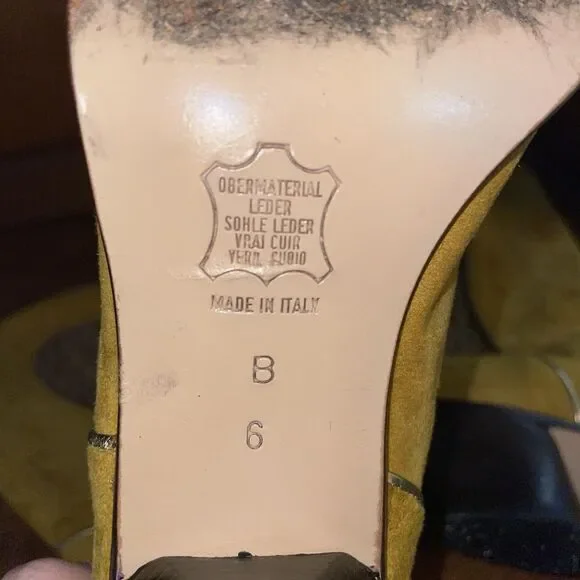 OBERMATERIAL
LEDER
SOHLE LEDER
VRAI CUIR
VERO CUOIO
MADE IN ITALY
B
6